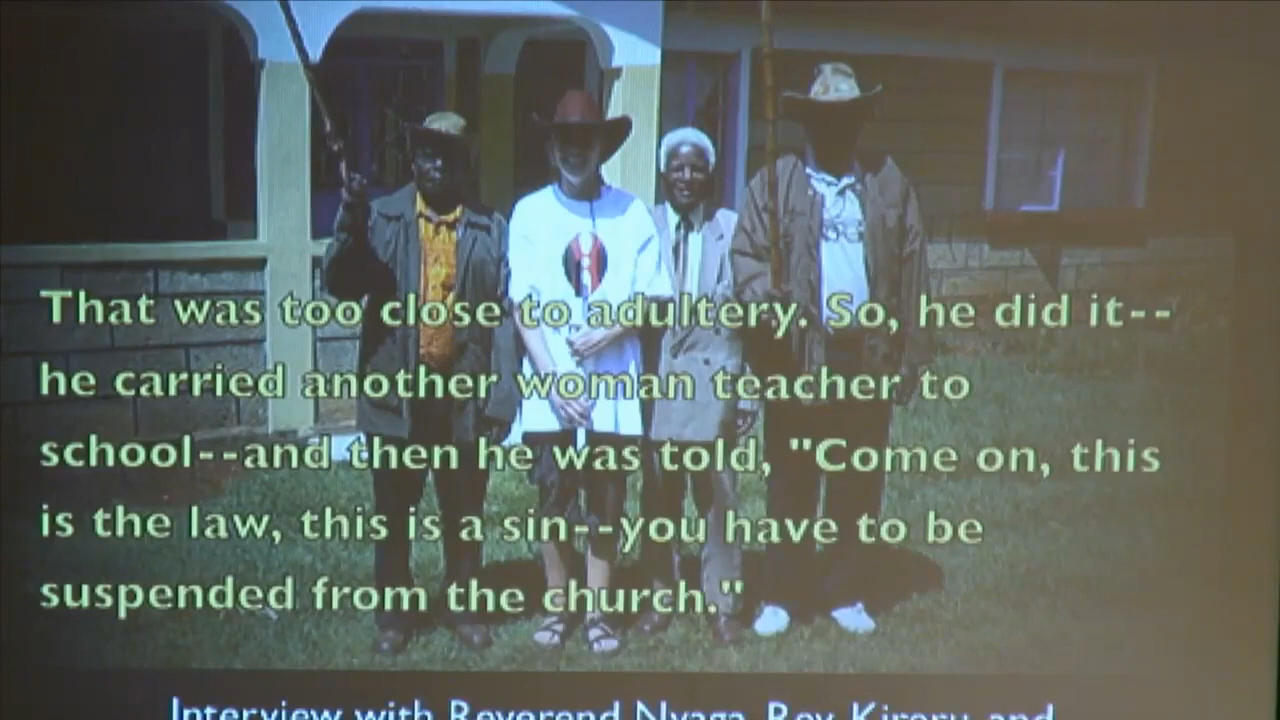 That was too close to adultery. So, he did it--
he carried another woman teacher to
school--and then he was told, "Come on, this
is the law, this is a sin--you have to be
suspended from the church."
Interview with Reverend Nyaga, Rev Kireru and